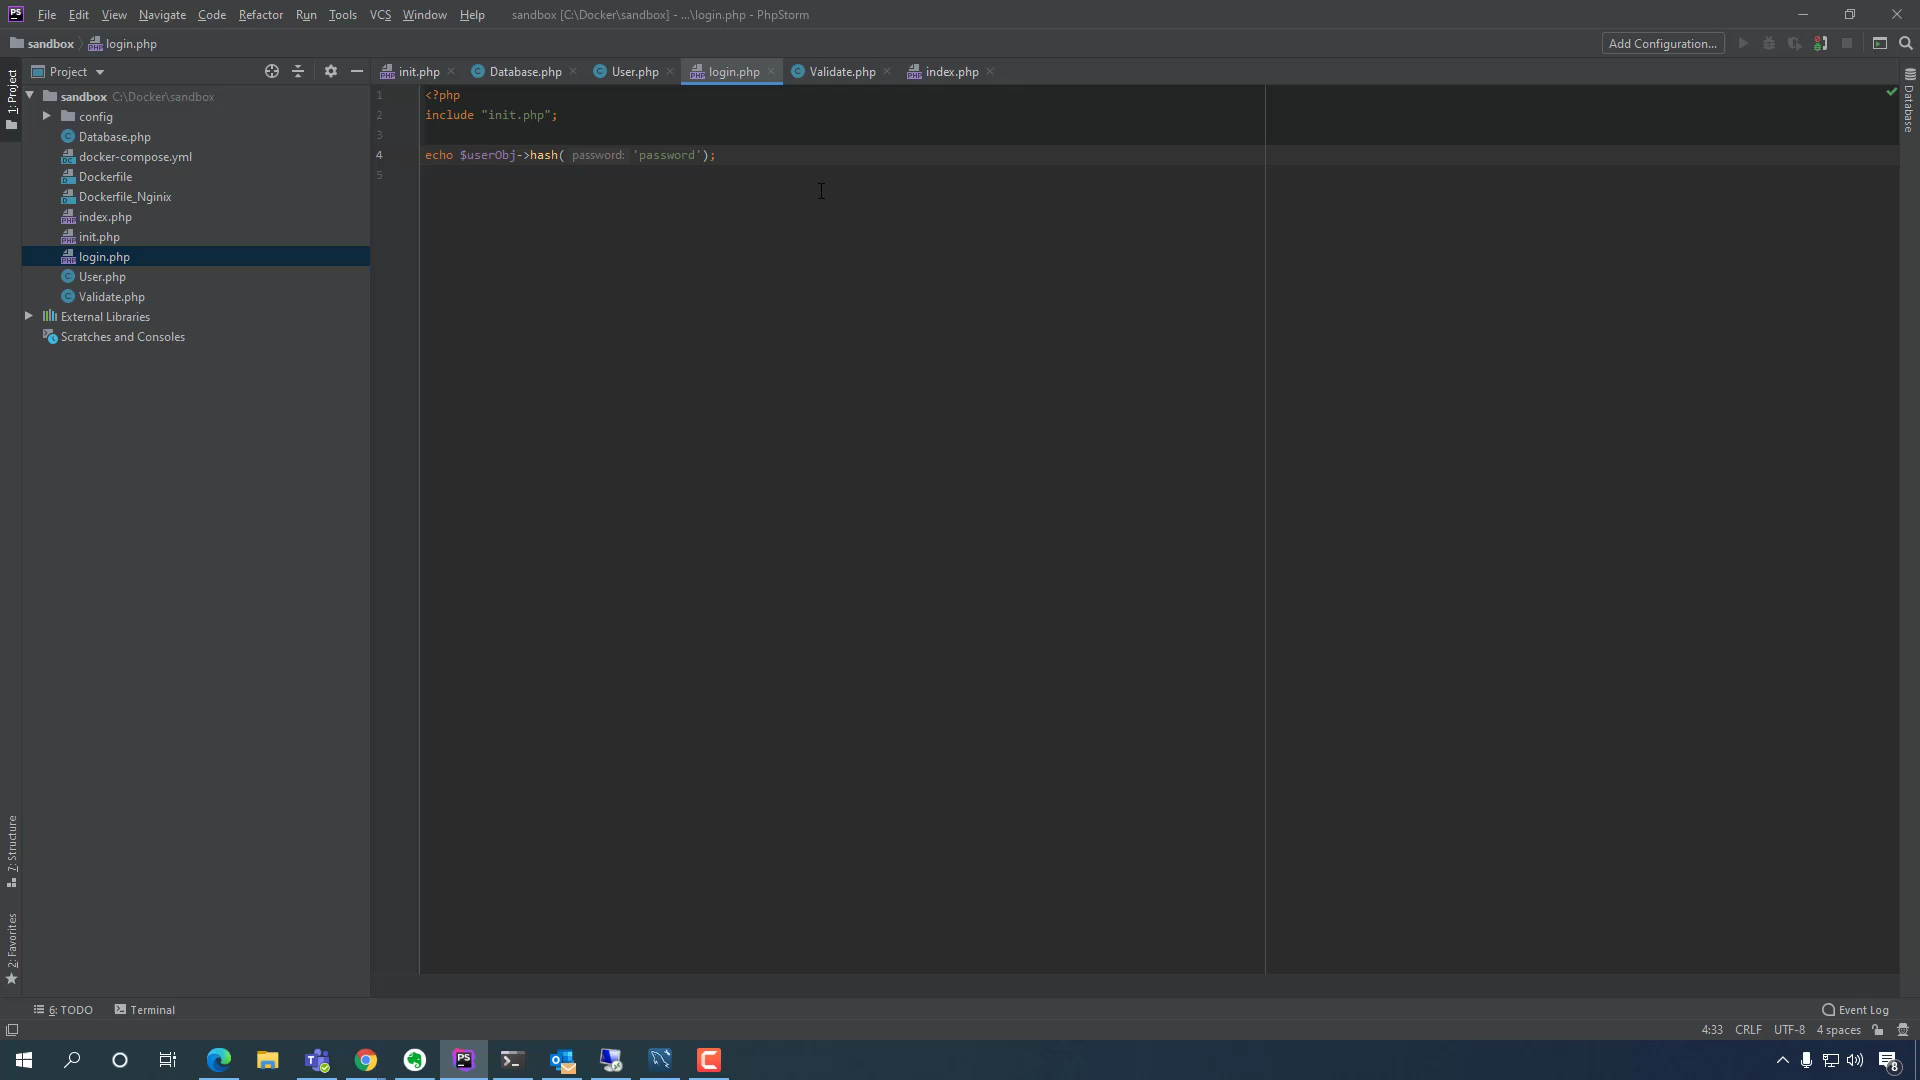 PS File Edit View Navigate Code Refactor Run Tools VCS Window Help sandbox [C:\Docker\sandbox] - ...\login.php - PhpStorm
sandbox login.php Add Configuration...
Project init.php Database.php User.php login.php Validate.php index.php
1: Project
Database
sandbox C:\Docker\sandbox
config
Database.php
docker-compose.yml
Dockerfile
Dockerfile_Nginix
index.php
init.php
login.php
User.php
Validate.php
External Libraries
Scratches and Consoles
1 <?php
2 include "init.php";
3
4 echo $userObj->hash( password: 'password');
5
7: Structure
2: Favorites
6: TODO Terminal Event Log
4:33 CRLF UTF-8 4 spaces
PS
8